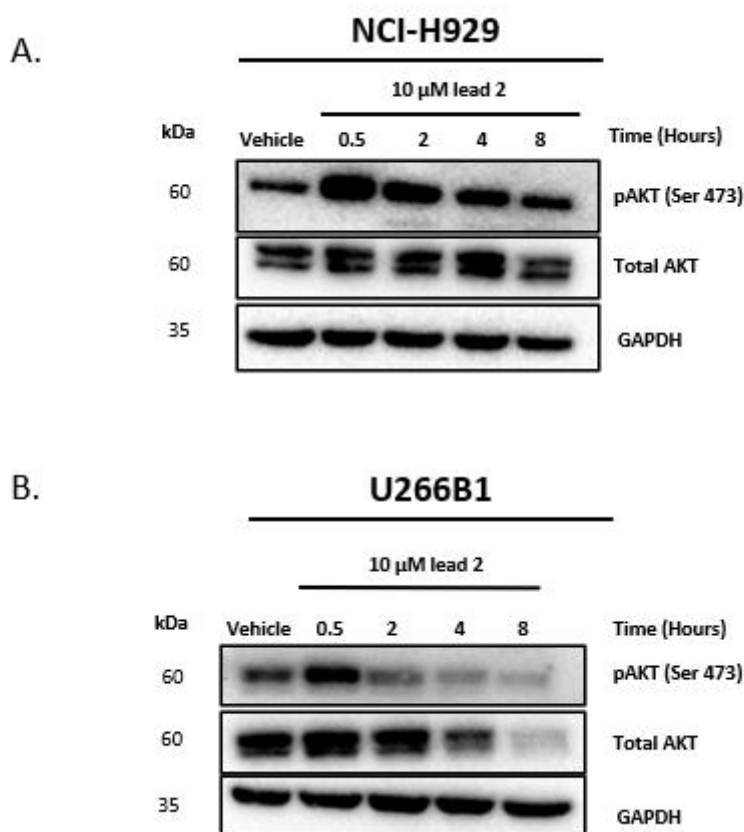 A.
NCI-H929
10 µM lead 2
kDa Vehicle 0.5 2 4 8 Time (Hours)
60 pAKT (Ser 473)
60 Total AKT
35 GAPDH
B.
U266B1
10 µM lead 2
kDa Vehicle 0.5 2 4 8 Time (Hours)
60 pAKT (Ser 473)
60 Total AKT
35 GAPDH